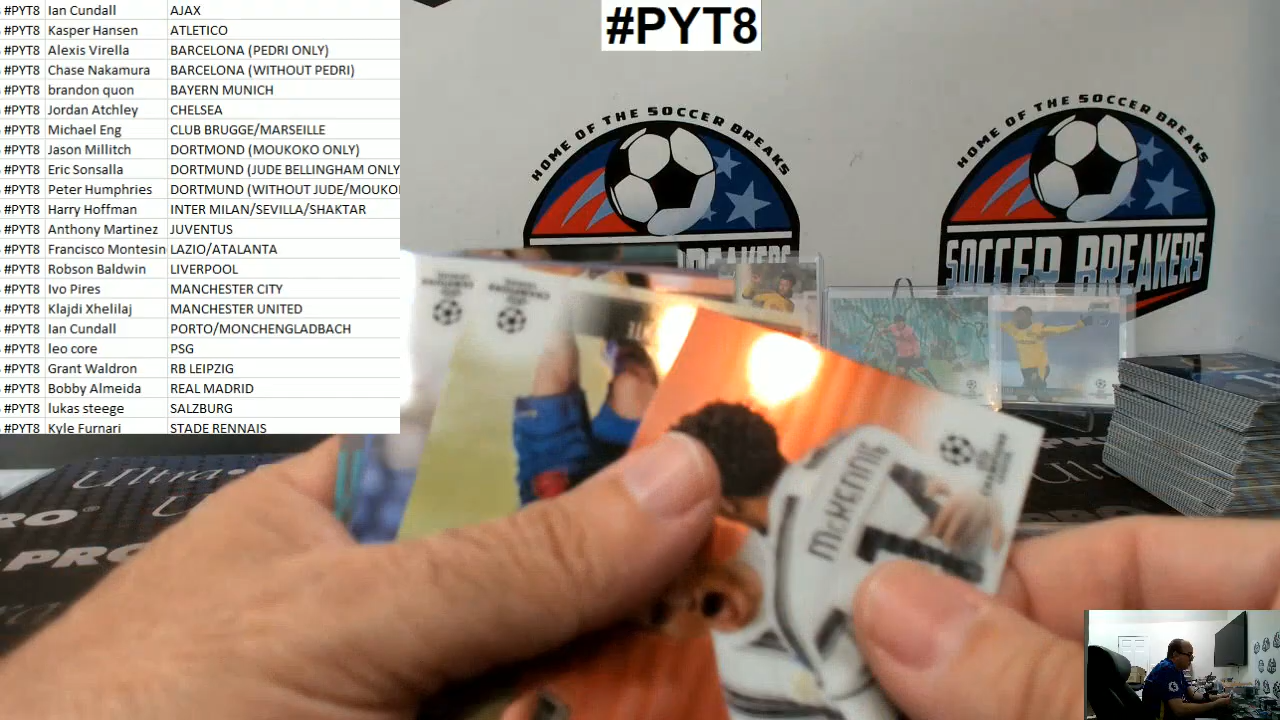 #PYT8 Ian Cundall AJAX
#PYT8 Kasper Hansen ATLETICO
#PYT8 Alexis Virella BARCELONA (PEDRI ONLY)
#PYT8 Chase Nakamura BARCELONA (WITHOUT PEDRI)
#PYT8 brandon quon BAYERN MUNICH
#PYT8 Jordan Atchley CHELSEA
#PYT8 Michael Eng CLUB BRUGGE/MARSEILLE
#PYT8 Jason Millitch DORTMOND (MOUKOKO ONLY)
#PYT8 Eric Sonsalla DORTMUND (JUDE BELLINGHAM ONLY
#PYT8 Peter Humphries DORTMUND (WITHOUT JUDE/MOUKO
#PYT8 Harry Hoffman INTER MILAN/SEVILLA/SHAKTAR
#PYT8 Anthony Martinez JUVENTUS
#PYT8 Francisco Montesin LAZIO/ATALANTA
#PYT8 Robson Baldwin LIVERPOOL
#PYT8 Ivo Pires MANCHESTER CITY
#PYT8 Klajdi Xhelilaj MANCHESTER UNITED
#PYT8 Ian Cundall PORTO/MONCHENGLADBACH
#PYT8 leo core PSG
#PYT8 Grant Waldron RB LEIPZIG
#PYT8 Bobby Almeida REAL MADRID
#PYT8 lukas steege SALZBURG
#PYT8 Kyle Furnari STADE RENNAIS
#PYT8
HOME OF THE SOCCER BREAKS
BREAKERS
HOME OF THE SOCCER BREAKS
SOCCER BREAKERS
McKENNIE
Ultra
PRO
PRO